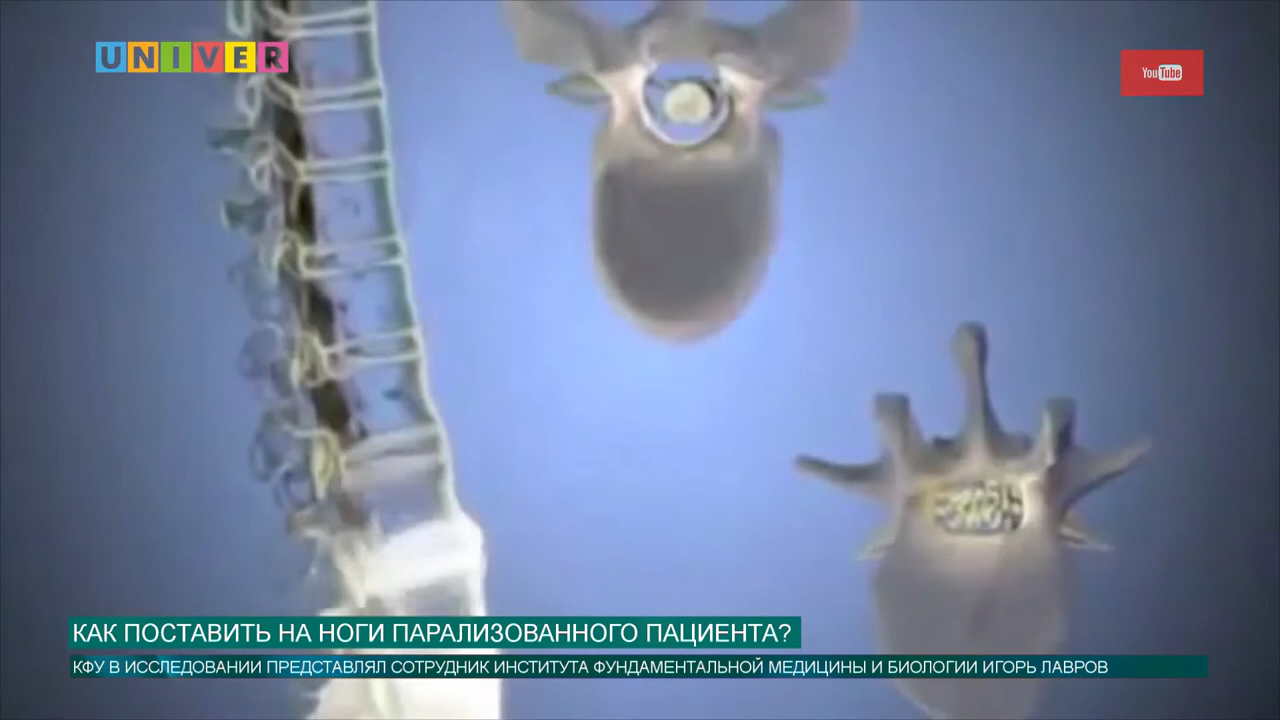 UNIVER
YouTube
КАК ПОСТАВИТЬ НА НОГИ ПАРАЛИЗОВАННОГО ПАЦИЕНТА?
КФУ В ИССЛЕДОВАНИИ ПРЕДСТАВЛЯЛ СОТРУДНИК ИНСТИТУТА ФУНДАМЕНТАЛЬНОЙ МЕДИЦИНЫ И БИОЛОГИИ ИГОРЬ ЛАВРОВ